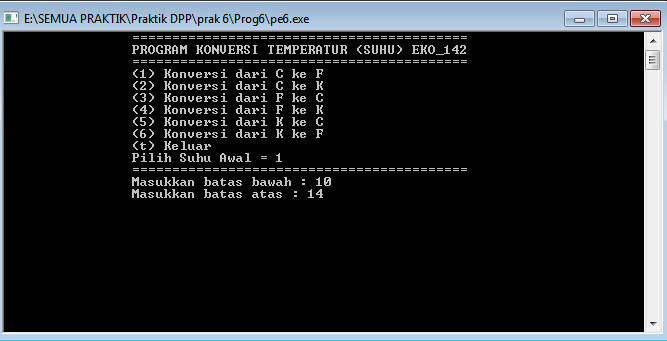 E:\SEMUA PRAKTIK\Praktik DPP\prak 6\Prog6\pe6.exe
==========================================
PROGRAM KONVERSI TEMPERATUR (SUHU) EKO_142
==========================================
(1) Konversi dari C ke F
(2) Konversi dari C ke K
(3) Konversi dari F ke C
(4) Konversi dari F ke K
(5) Konversi dari K ke C
(6) Konversi dari K ke F
(t) Keluar
Pilih Suhu Awal = 1
==========================================
Masukkan batas bawah : 10
Masukkan batas atas : 14